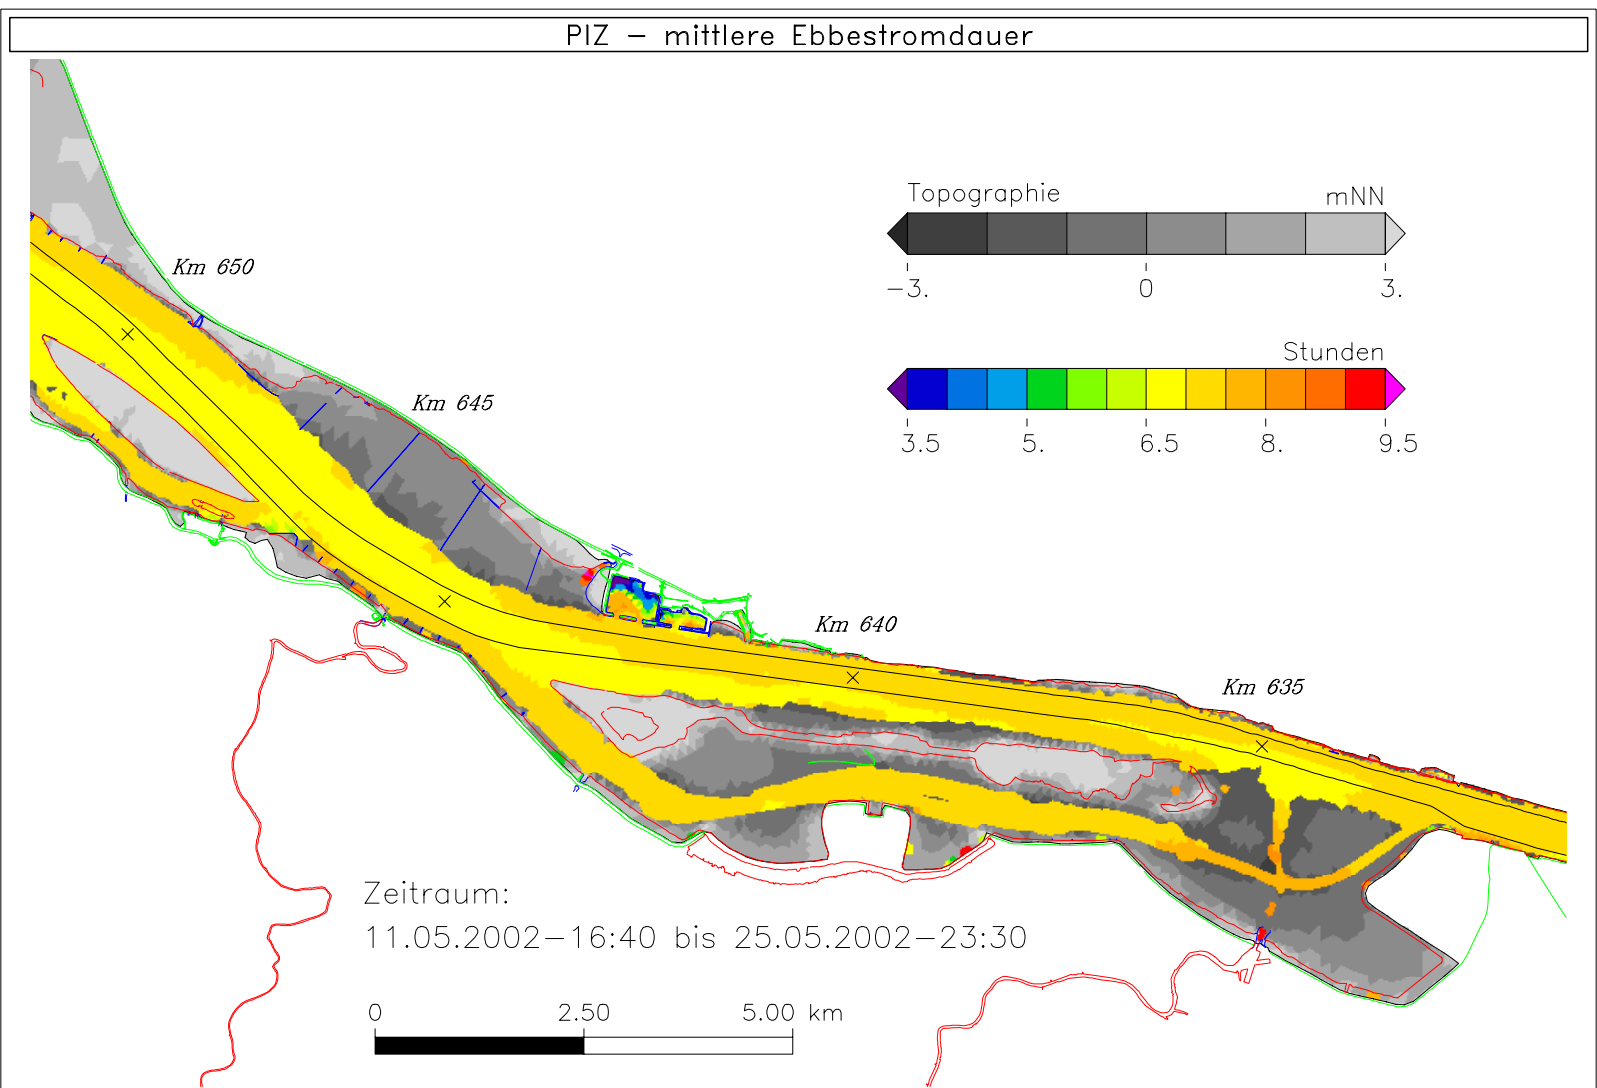 PIZ – mittlere Ebbestromdauer
Topographie mNN
-3. 0 3.
Stunden
3.5 5. 6.5 8. 9.5
Km 650
Km 645
Km 640
Km 635
Zeitraum:
11.05.2002-16:40 bis 25.05.2002-23:30
0 2.50 5.00 km